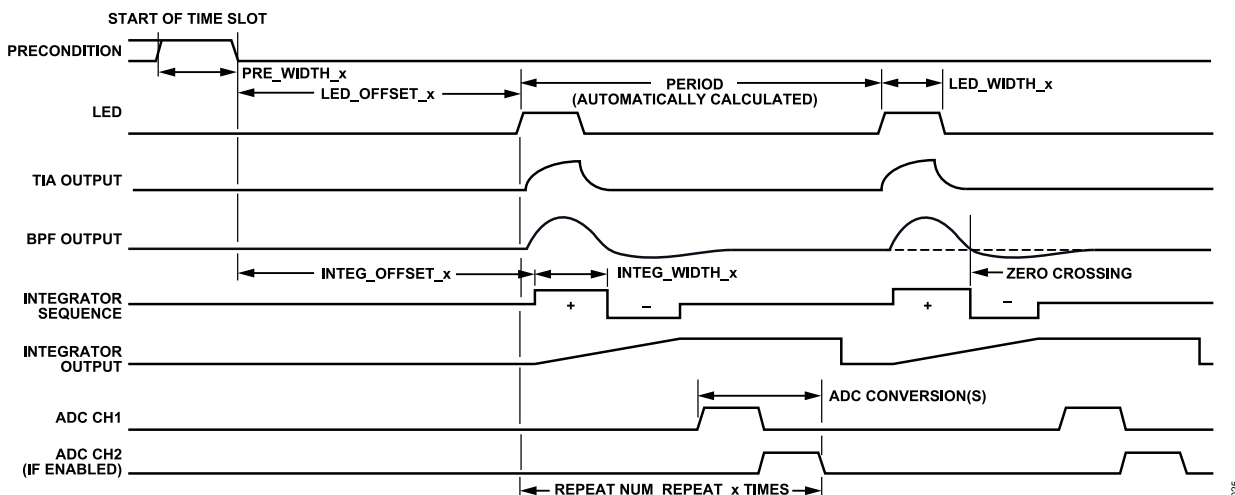 START OF TIME SLOT
PRECONDITION
PRE_WIDTH_x
LED_OFFSET_x
PERIOD
(AUTOMATICALLY CALCULATED)
LED_WIDTH_x
LED
TIA OUTPUT
BPF OUTPUT
INTEG_OFFSET_x
INTEG_WIDTH_x
ZERO CROSSING
INTEGRATOR
SEQUENCE
+ – + –
INTEGRATOR
OUTPUT
ADC CONVERSION(S)
ADC CH1
ADC CH2
(IF ENABLED)
REPEAT NUM_REPEAT_x TIMES